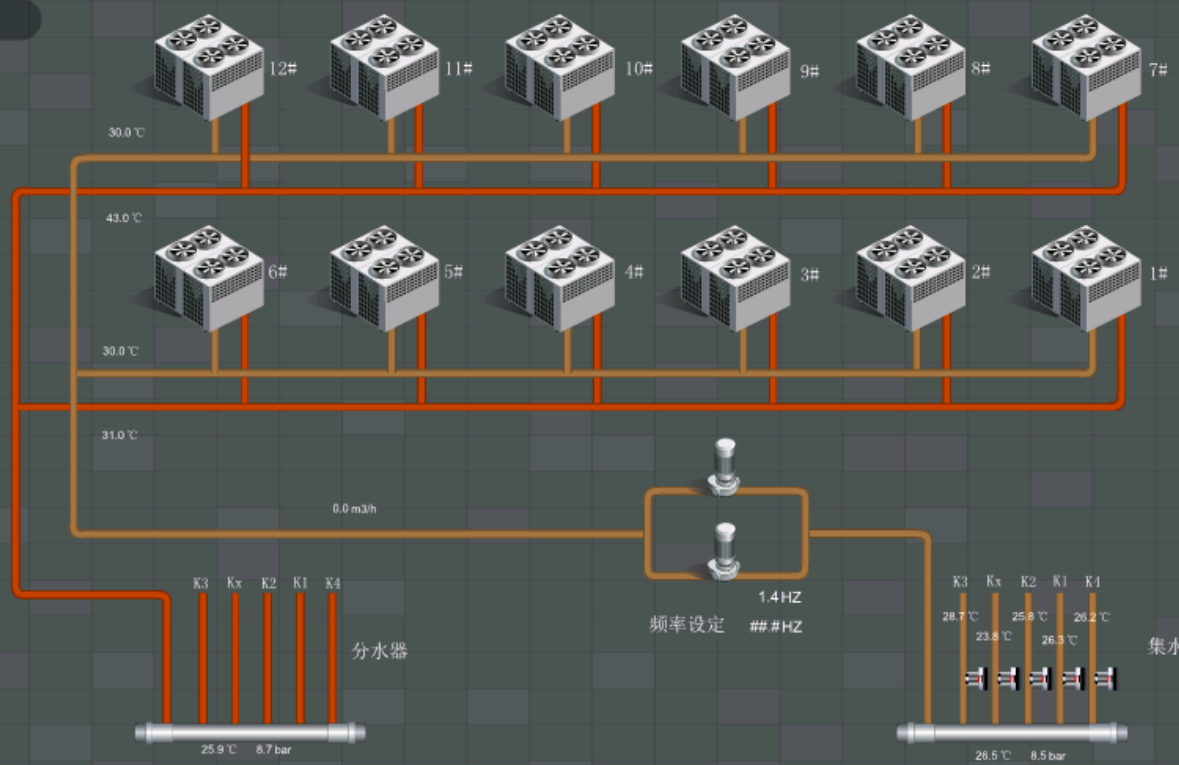 12# 11# 10# 9# 8# 7#
30.0 ℃
43.0 ℃
6# 5# 4# 3# 2# 1#
30.0 ℃
31.0 ℃
0.0 m3/h
K3 Kx K2 K1 K4
K3 Kx K2 K1 K4
1.4 HZ
频率设定 ##.# HZ
28.7 ℃ 25.8 ℃ 26.2 ℃
23.8 ℃ 26.3 ℃
分水器
集水
25.9 ℃ 8.7 bar
26.5 ℃ 8.5 bar